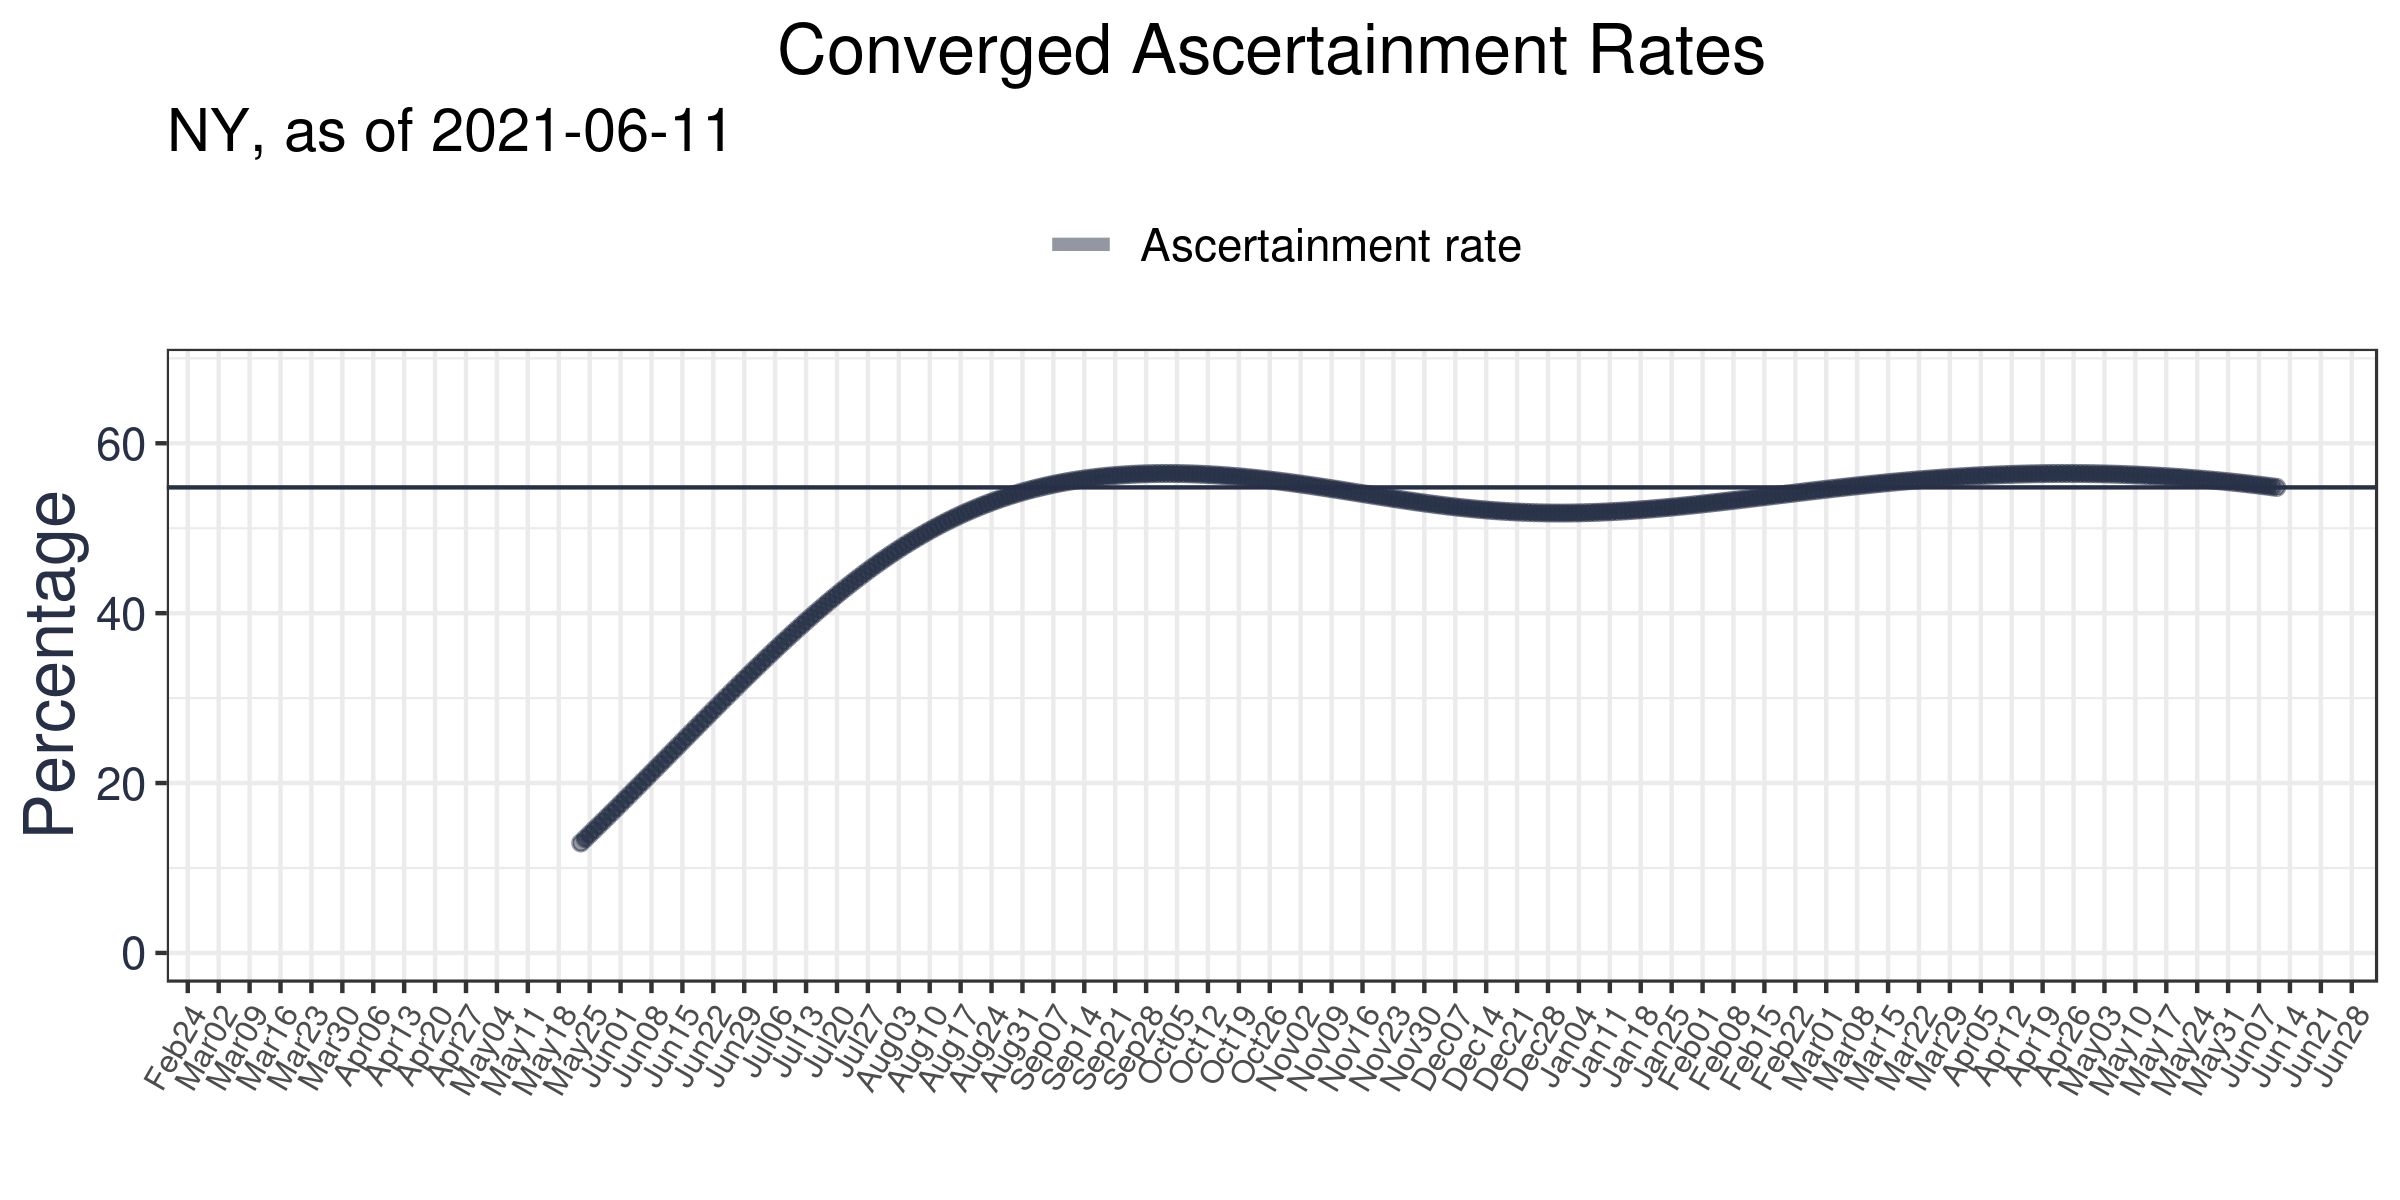 Converged Ascertainment Rates
NY, as of 2021-06-11
Ascertainment rate
Percentage
60
40
20
0
Feb24 Mar02 Mar09 Mar16 Mar23 Mar30 Apr06 Apr13 Apr20 Apr27 May04 May11 May18 May25 Jun01 Jun08 Jun15 Jun22 Jun29 Jul06 Jul13 Jul20 Jul27 Aug03 Aug10 Aug17 Aug24 Aug31 Sep07 Sep14 Sep21 Sep28 Oct05 Oct12 Oct19 Oct26 Nov02 Nov09 Nov16 Nov23 Nov30 Dec07 Dec14 Dec21 Dec28 Jan04 Jan11 Jan18 Jan25 Feb01 Feb08 Feb15 Feb22 Mar01 Mar08 Mar15 Mar22 Mar29 Apr05 Apr12 Apr19 Apr26 May03 May10 May17 May24 May31 Jun07 Jun14 Jun21 Jun28